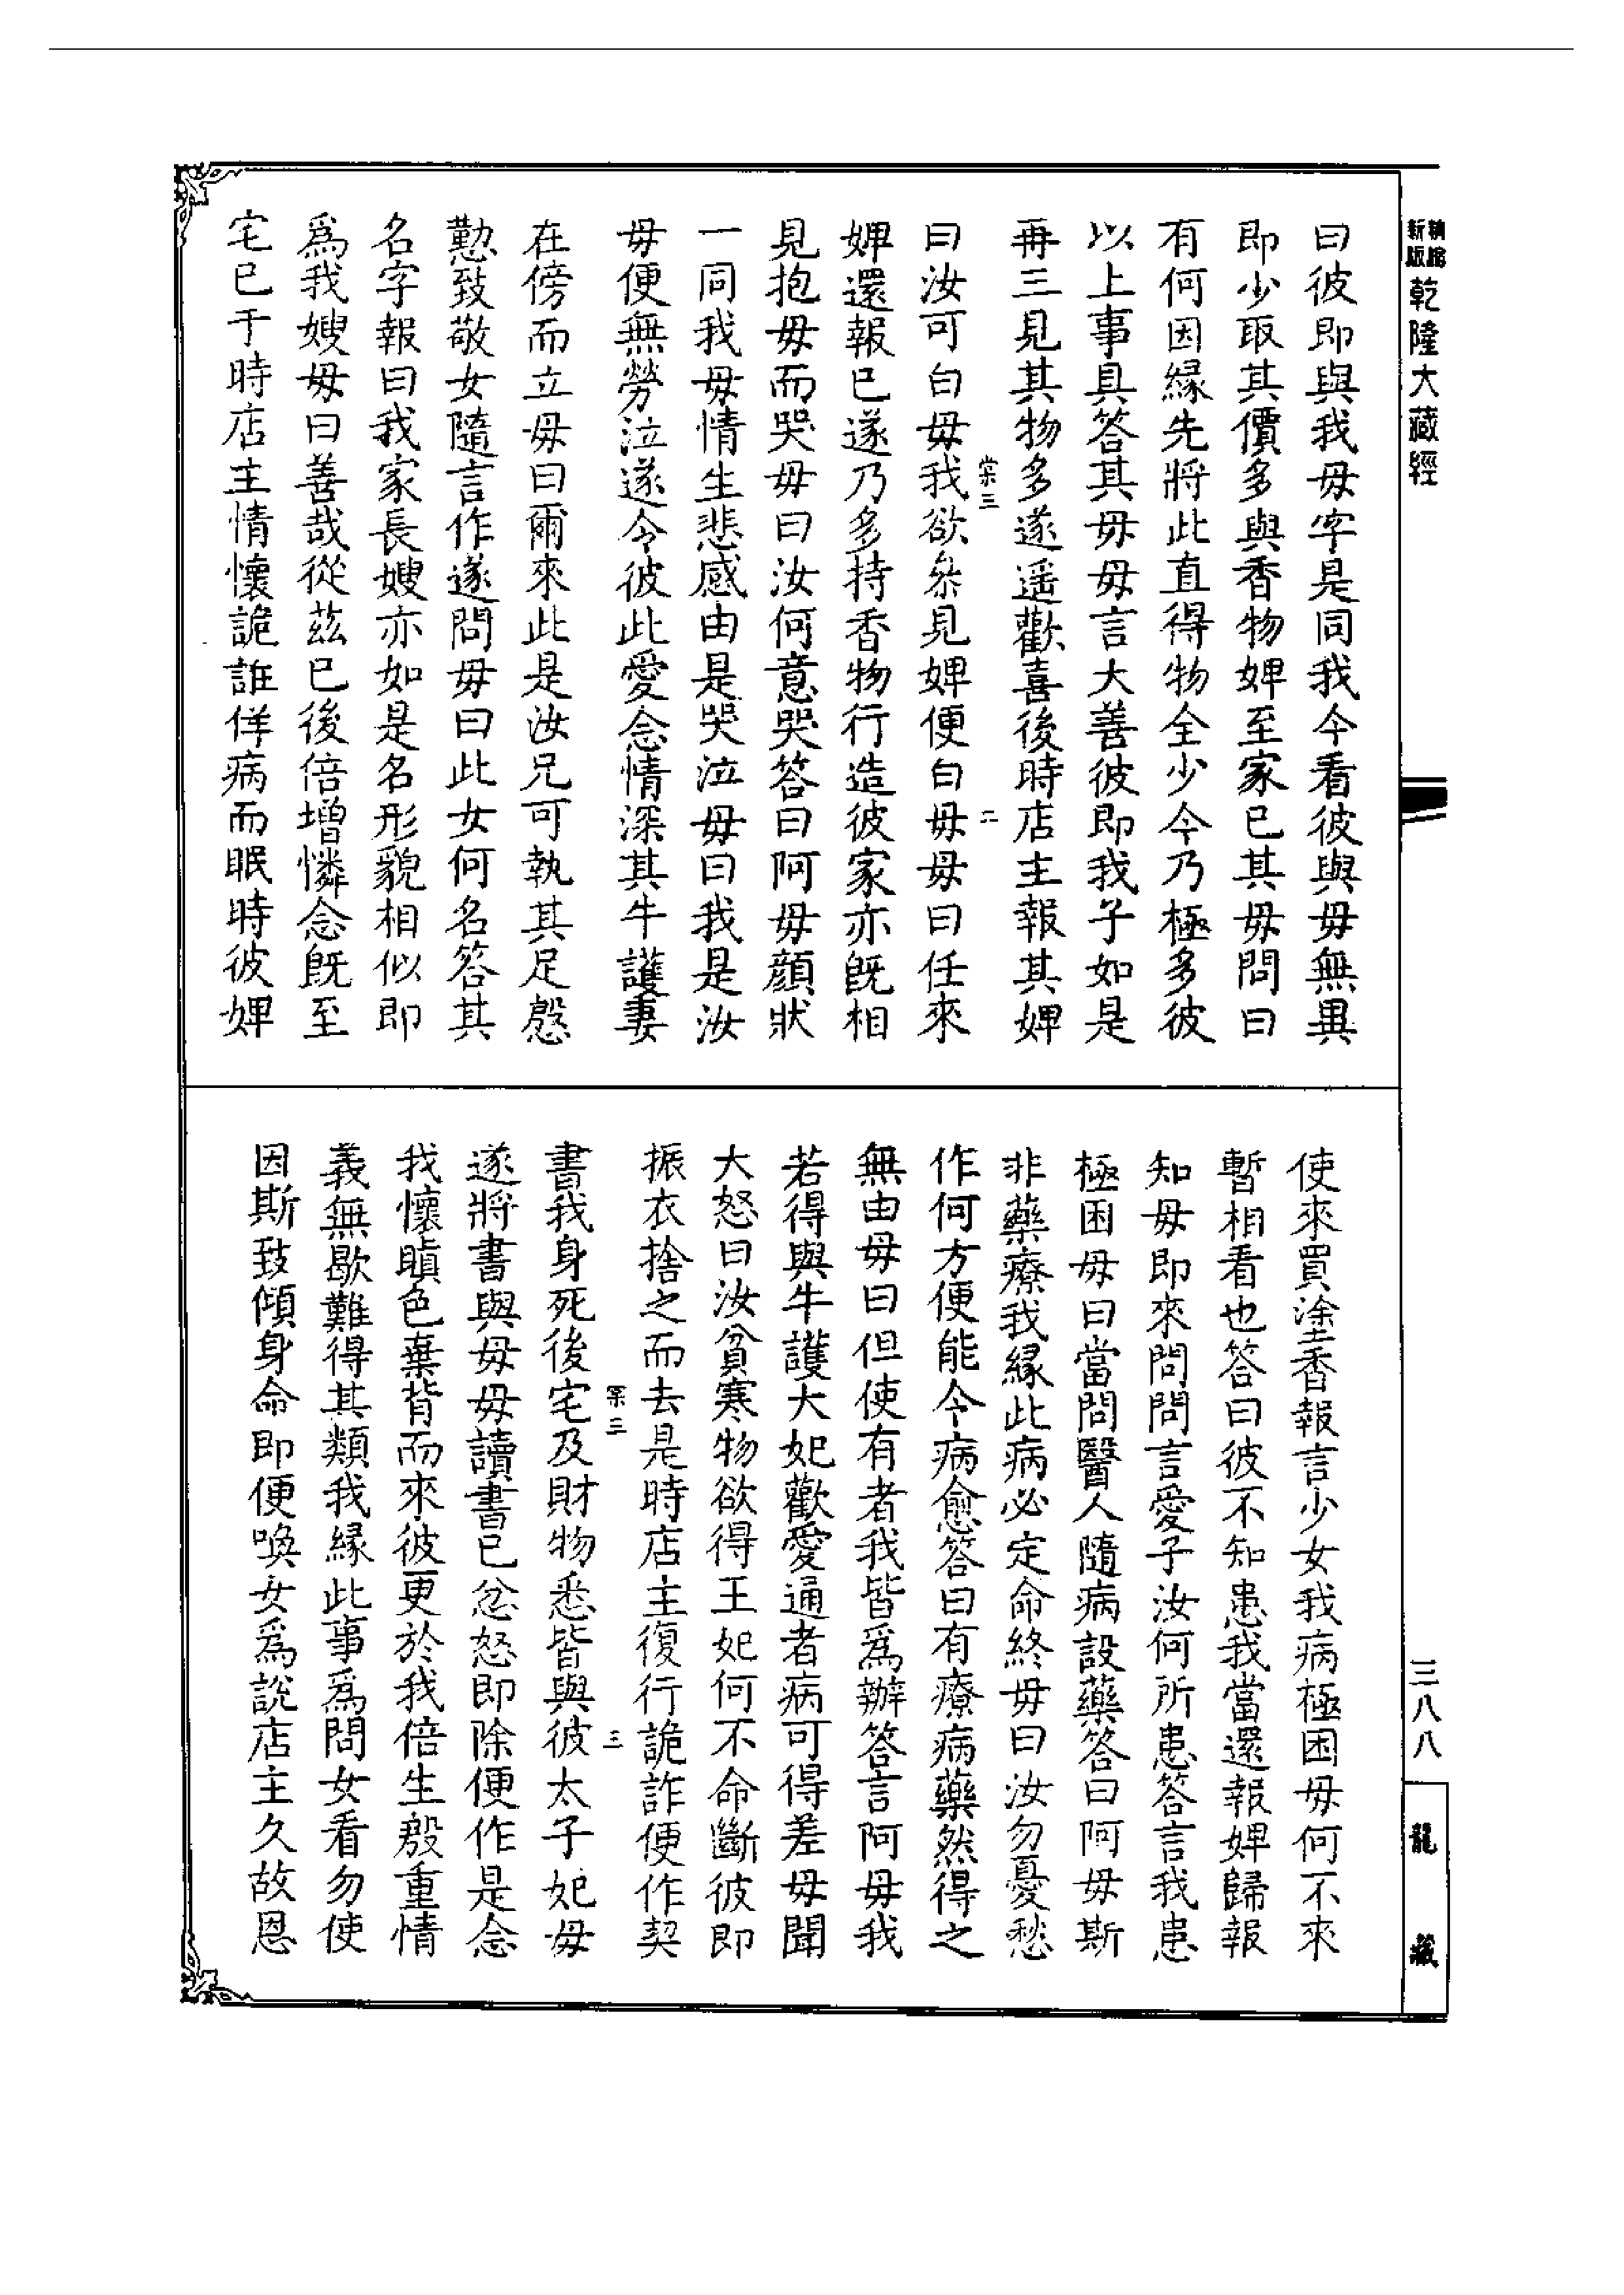 新版
乾隆大藏經
曰彼即與我母字是同我今看彼與母無異
即少取其價多與香物婢至家已其母問曰
有何因緣先將此直得物全少今乃極多彼
以上事具答其母母言大善彼即我子如是
再三見其物多遂遥歡喜後時店主報其婢
曰汝可白母我欲叅見婢便白母母曰任來
婢還報已遂乃多持香物行造彼家亦旣相
見抱母而哭母曰汝何意哭答曰阿母顔狀
一同我母情生悲感由是哭泣母曰我是汝
母便無勞泣遂令彼此愛念情深其牛護妻
在傍而立母曰爾來此是汝兄可執其足慇
懃致敬女隨言作遂問母曰此女何名答其
名字報曰我家長嫂亦如是名形貌相似即
爲我嫂母曰善哉從茲已後倍增憐念旣至
宅已于時店主情懷詭誑佯病而眠時彼婢
使來買塗香報言少女我病極困母何不來
暫相看也答曰彼不知患我當還報婢歸報
知母即來問問言愛子汝何所患答言我患
極困母曰當問醫人隨病設藥答曰阿母斯
非藥療我緣此病必定命終母曰汝勿憂愁
作何方便能令病愈答曰有療病藥然得之
無由母曰但使有者我皆爲辦答言阿母我
若得與牛護大妃歡愛通者病可得差母聞
大怒曰汝貧寒物欲得王妃何不命斷彼即
振衣捨之而去是時店主復行詭詐便作契
書我身死後宅及財物悉皆與彼太子妃母
遂將書與母母讀書已忿怒即除便作是念
我懷瞋色棄背而來彼更於我倍生慇重情
義無歇難得其類我緣此事爲問女看勿使
因斯致傾身命即便喚女爲說店主久故恩
三八八
龍藏